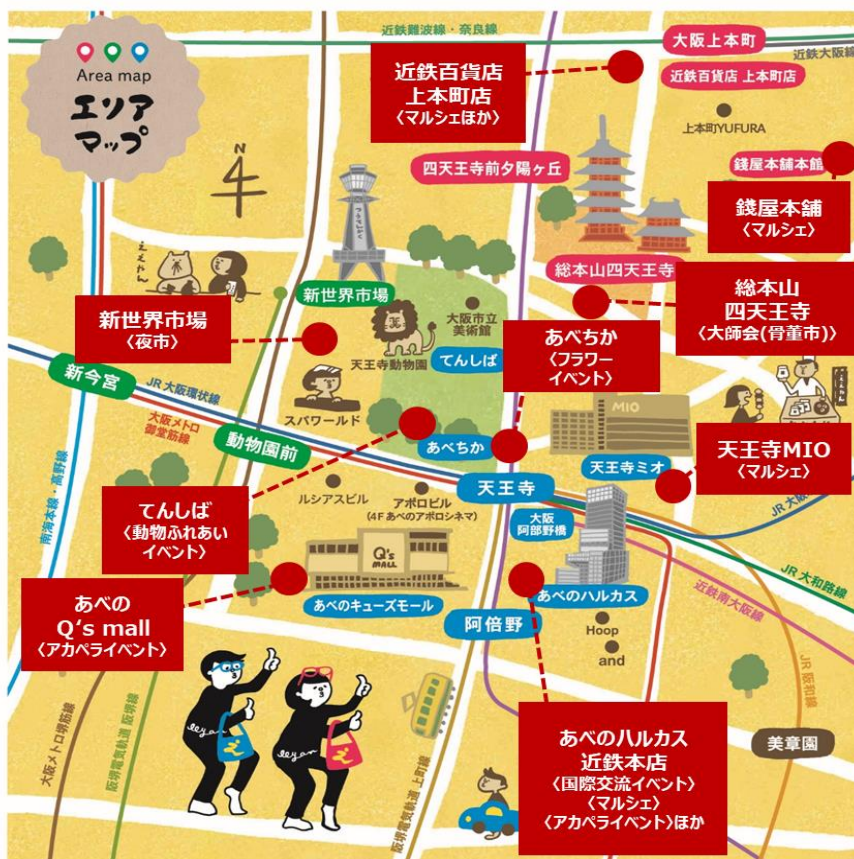 Area map
エリア
マップ
N
近鉄難波線・奈良線
近鉄百貨店
上本町店
〈マルシェほか〉
大阪上本町
近鉄大阪線
近鉄百貨店 上本町店
上本町YUFURA
四天王寺前夕陽ヶ丘
錢屋本舗本館
錢屋本舗
〈マルシェ〉
ええやん
新世界市場
総本山四天王寺
総本山
四天王寺
〈大師会(骨董市)〉
新世界市場
〈夜市〉
大阪市立
美術館
天王寺動物園
てんしば
あべちか
〈フラワー
イベント〉
新今宮
JR 大阪環状線
大阪メトロ
御堂筋線
動物園前
スパワールド
あべちか
MIO
天王寺ミオ
天王寺MIO
〈マルシェ〉
南海本線・高野線
てんしば
〈動物ふれあい
イベント〉
ルシアスビル
アポロビル
(4F あべのアポロシネマ)
天王寺
大阪
阿部野橋
JR 大和路線
近鉄南大阪線
Q's
MALL
あべのキューズモール
あべの
Q's mall
〈アカペライベント〉
あべのハルカス
阿倍野
Hoop
and
JR 阪和線
eeyan
eeyan
大阪メトロ堺筋線
阪堺電気軌道 阪堺線
阪堺電気軌道 上町線
あべのハルカス
近鉄本店
〈国際交流イベント〉
〈マルシェ〉
〈アカペライベント〉ほか
美章園